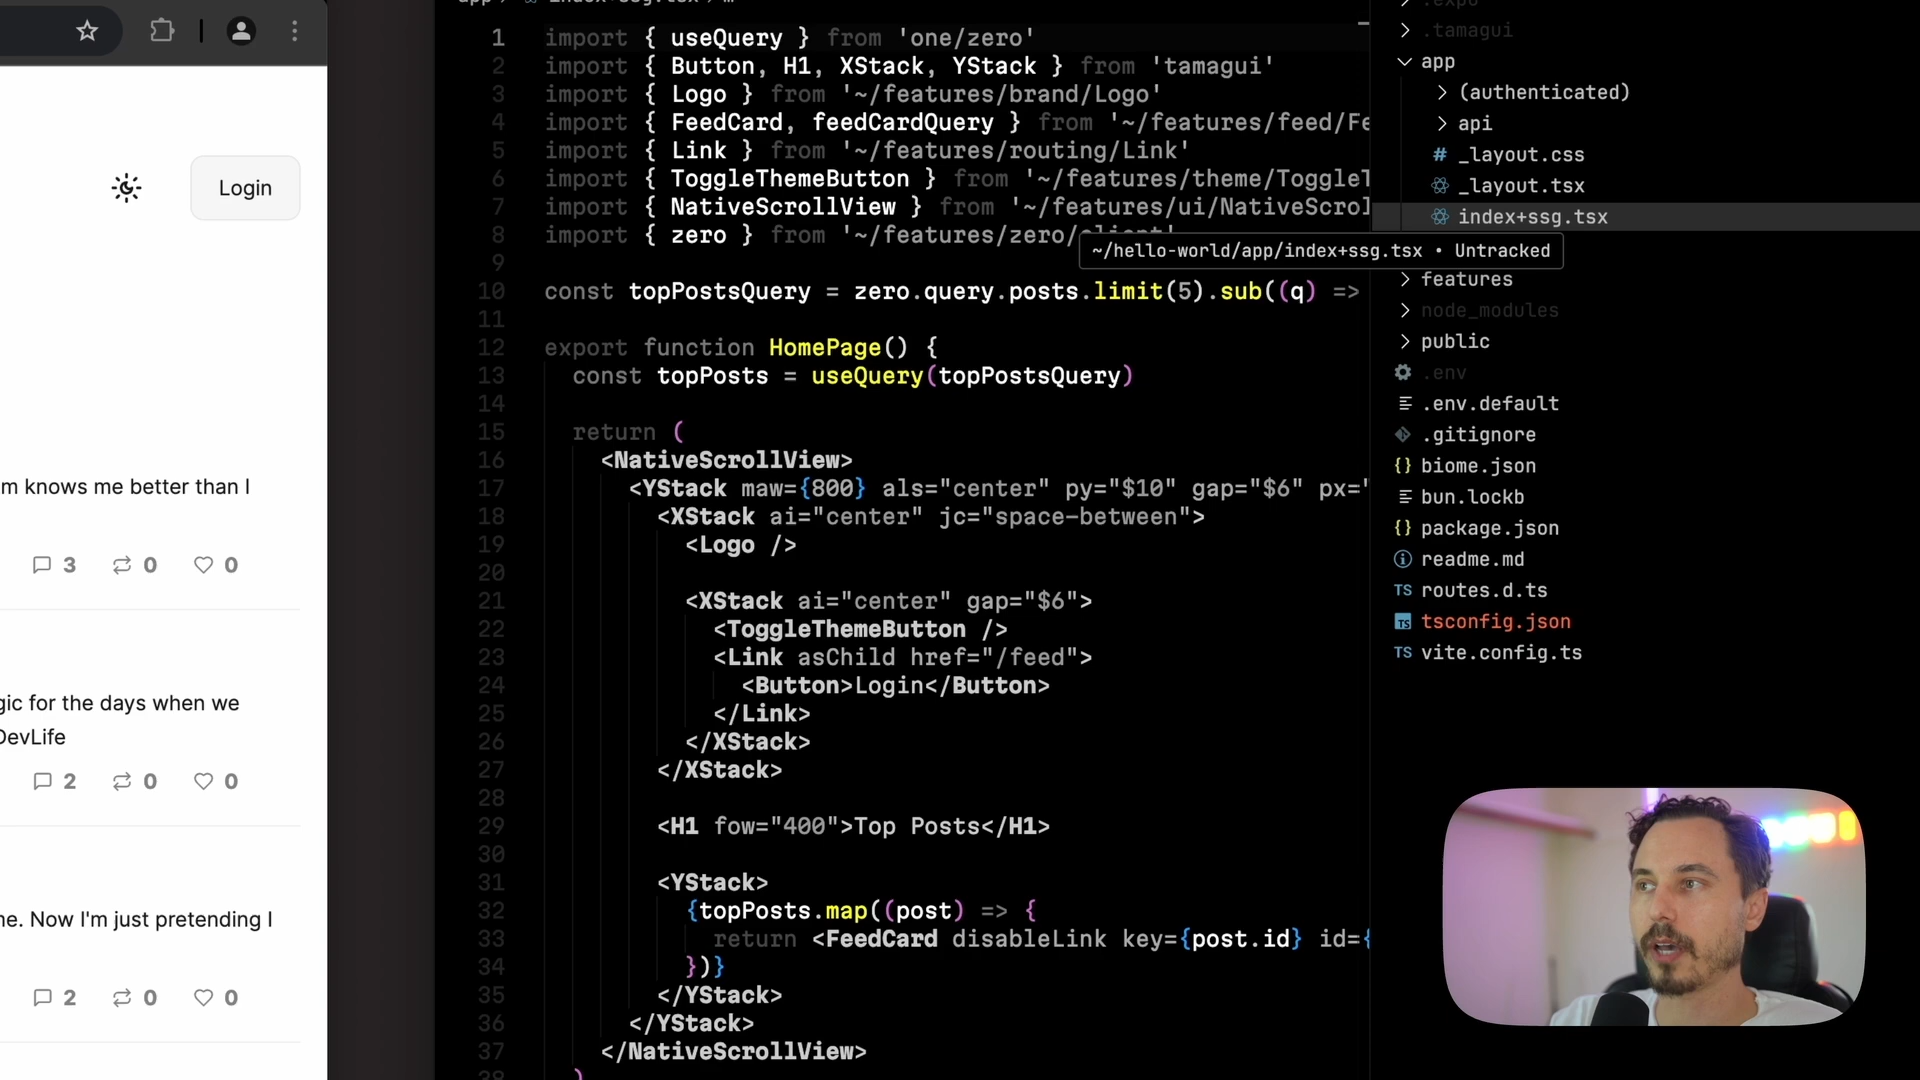 Login
m knows me better than I
3 0 0
gic for the days when we
DevLife
2 0 0
ne. Now I'm just pretending I
2 0 0
1 import { useQuery } from 'one/zero'
2 import { Button, H1, XStack, YStack } from 'tamagui'
3 import { Logo } from '~/features/brand/Logo'
4 import { FeedCard, feedCardQuery } from '~/features/feed/Fe
5 import { Link } from '~/features/routing/Link'
6 import { ToggleThemeButton } from '~/features/theme/ToggleT
7 import { NativeScrollView } from '~/features/ui/NativeScrol
8 import { zero } from '~/features/zero/client'
9
10 const topPostsQuery = zero.query.posts.limit(5).sub((q) =>
11
12 export function HomePage() {
13 const topPosts = useQuery(topPostsQuery)
14
15 return (
16 <NativeScrollView>
17 <YStack maw={800} als="center" py="$10" gap="$6" px="
18 <XStack ai="center" jc="space-between">
19 <Logo />
20
21 <XStack ai="center" gap="$6">
22 <ToggleThemeButton />
23 <Link asChild href="/feed">
24 <Button>Login</Button>
25 </Link>
26 </XStack>
27 </XStack>
28
29 <H1 fow="400">Top Posts</H1>
30
31 <YStack>
32 {topPosts.map((post) => {
33 return <FeedCard disableLink key={post.id} id={
34 })}
35 </YStack>
36 </YStack>
37 </NativeScrollView>
38 )
~/hello-world/app/index+ssg.tsx • Untracked
.expo
.tamagui
app
(authenticated)
api
# _layout.css
_layout.tsx
index+ssg.tsx
features
node_modules
public
.env
.env.default
.gitignore
{} biome.json
bun.lockb
{} package.json
readme.md
TS routes.d.ts
TS tsconfig.json
TS vite.config.ts